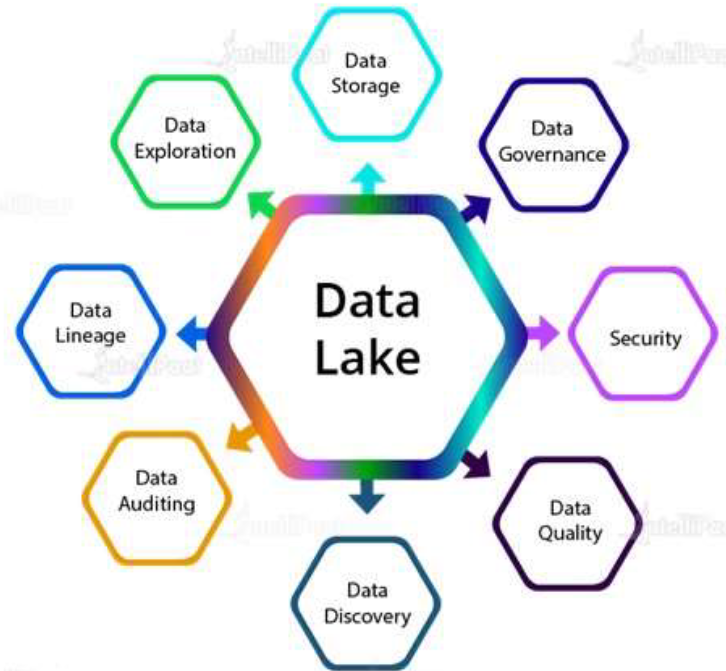 Data
Storage
Data
Governance
Security
Data
Quality
Data
Discovery
Data
Auditing
Data
Lineage
Data
Exploration
Data
Lake